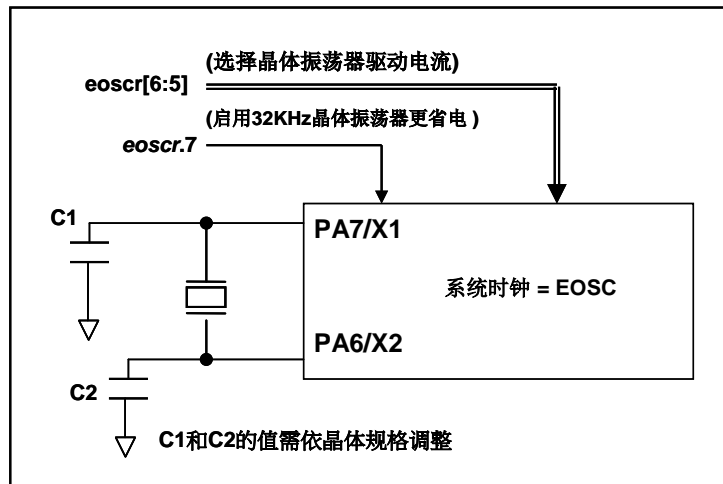 (选择晶体振荡器驱动电流)
eoscr[6:5]
(启用32KHz晶体振荡器更省电 )
eoscr.7
C1
PA7/X1
系统时钟 = EOSC
PA6/X2
C2
C1和C2的值需依晶体规格调整